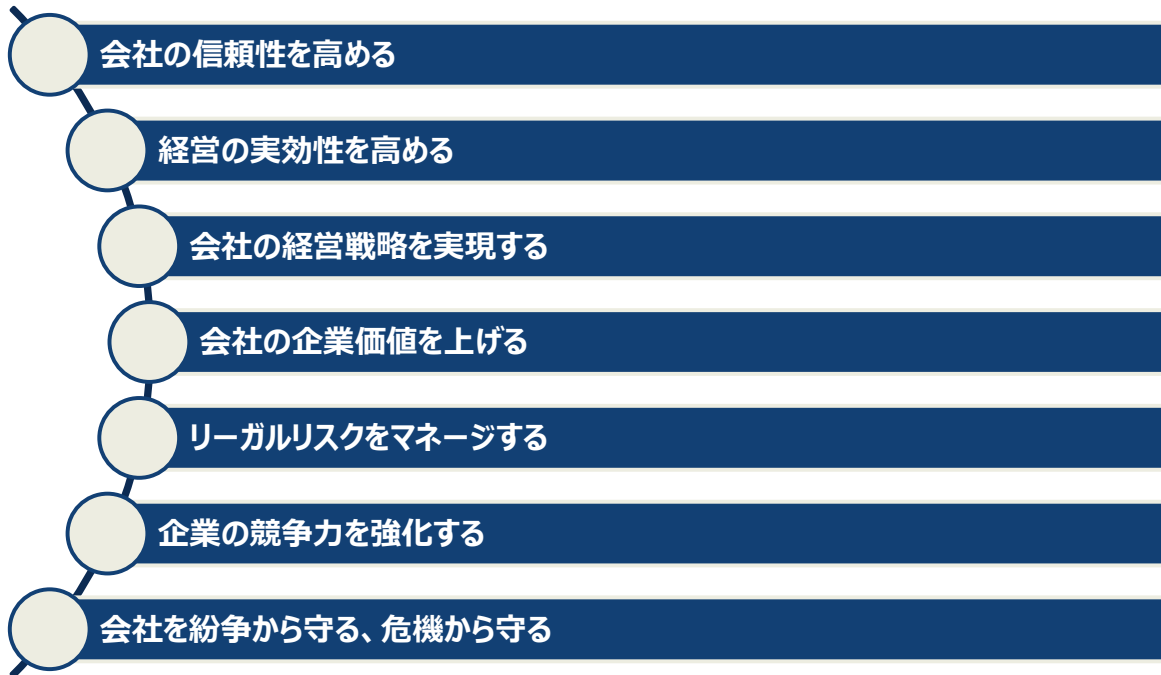 会社の信頼性を高める
経営の実効性を高める
会社の経営戦略を実現する
会社の企業価値を上げる
リーガルリスクをマネージする
企業の競争力を強化する
会社を紛争から守る、危機から守る